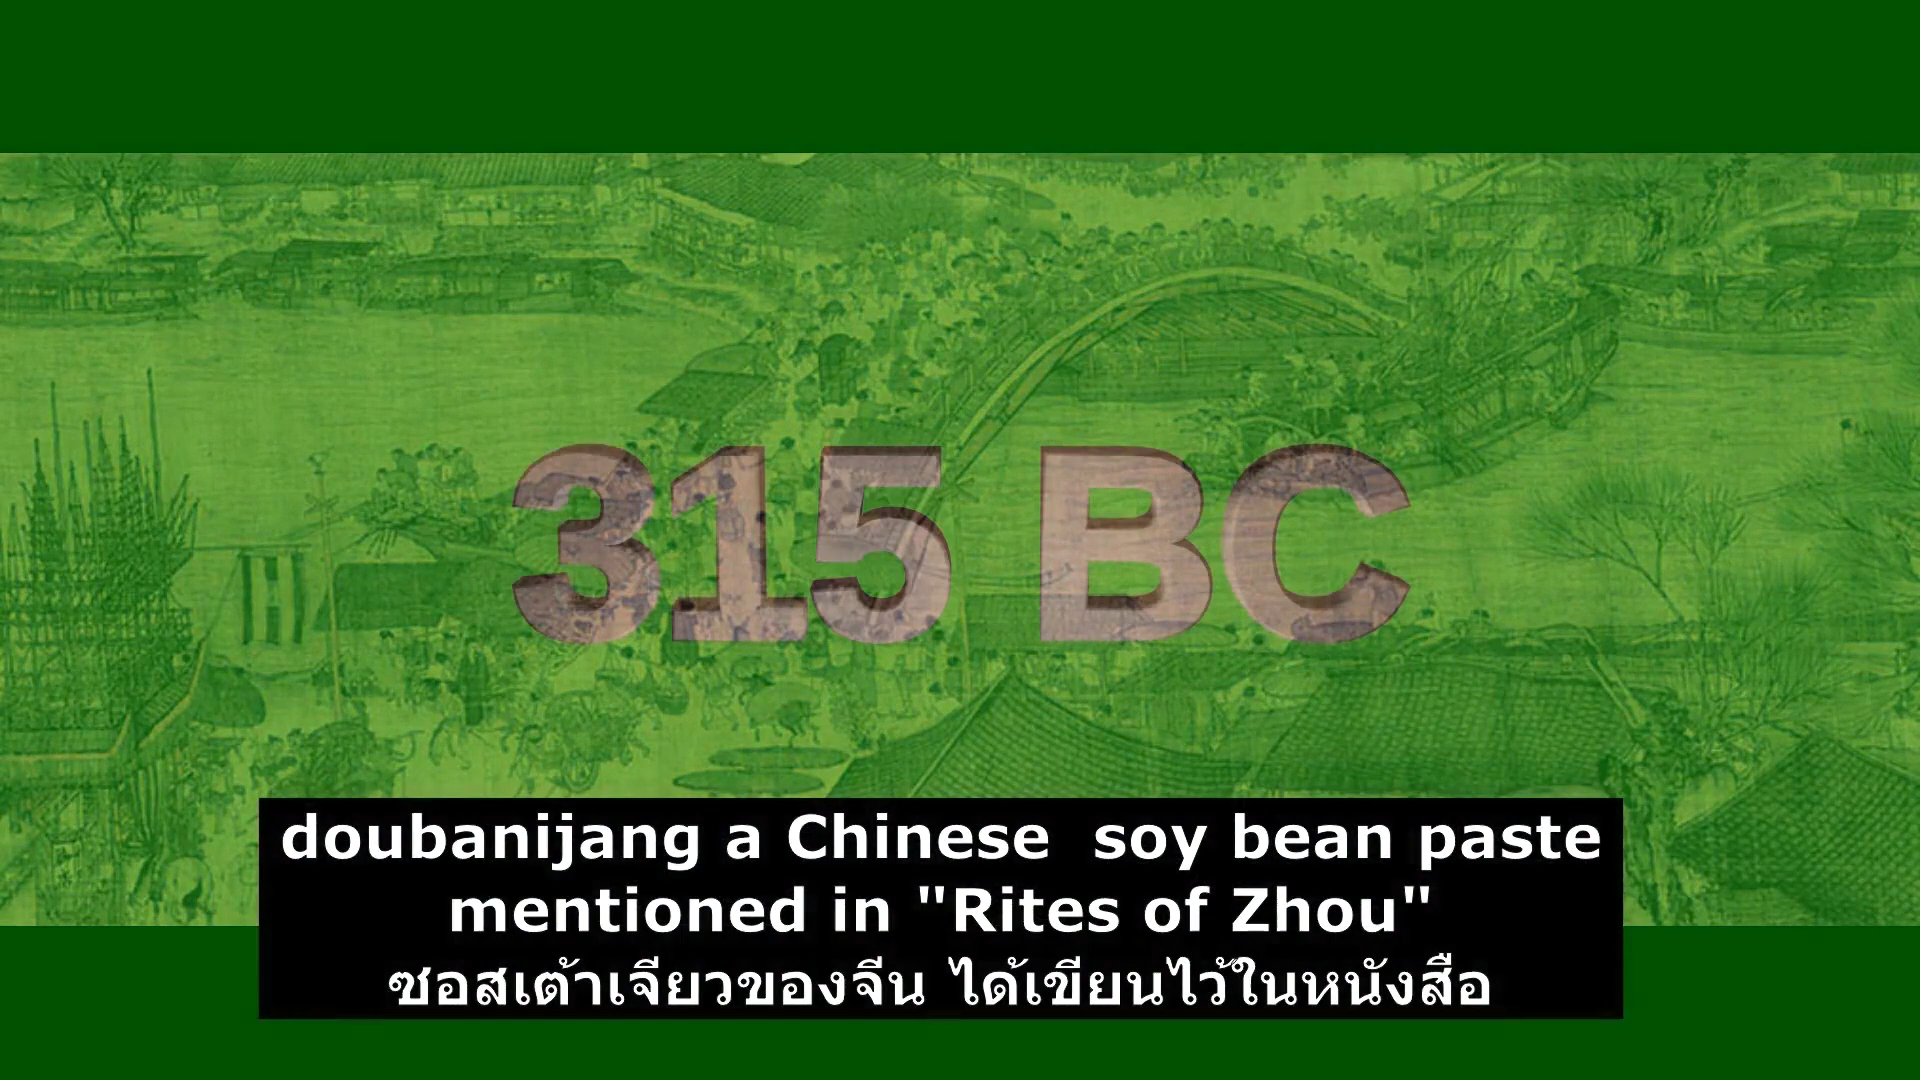 315 BC
doubanijang a Chinese  soy bean paste
mentioned in "Rites of Zhou"
ซอสเต้าเจียวของจีน ได้เขียนไว้ในหนังสือ